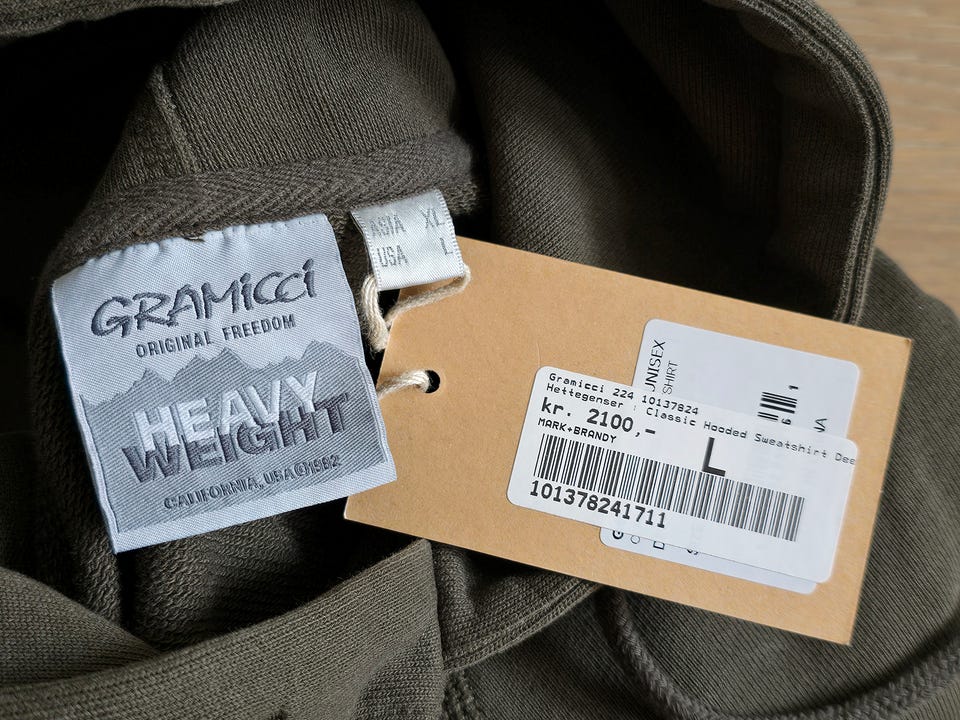 GRAMiCCi
ORIGINAL FREEDOM
HEAVY
WEIGHT
CALIFORNIA, USA©1982
ASIA XL
USA L
UNISEX
SHIRT
Gramicci 224 10137824
Hettegenser : Classic Hooded Sweatshirt Dee
kr. 2100,-
MARK+BRANDY
L
101378241711